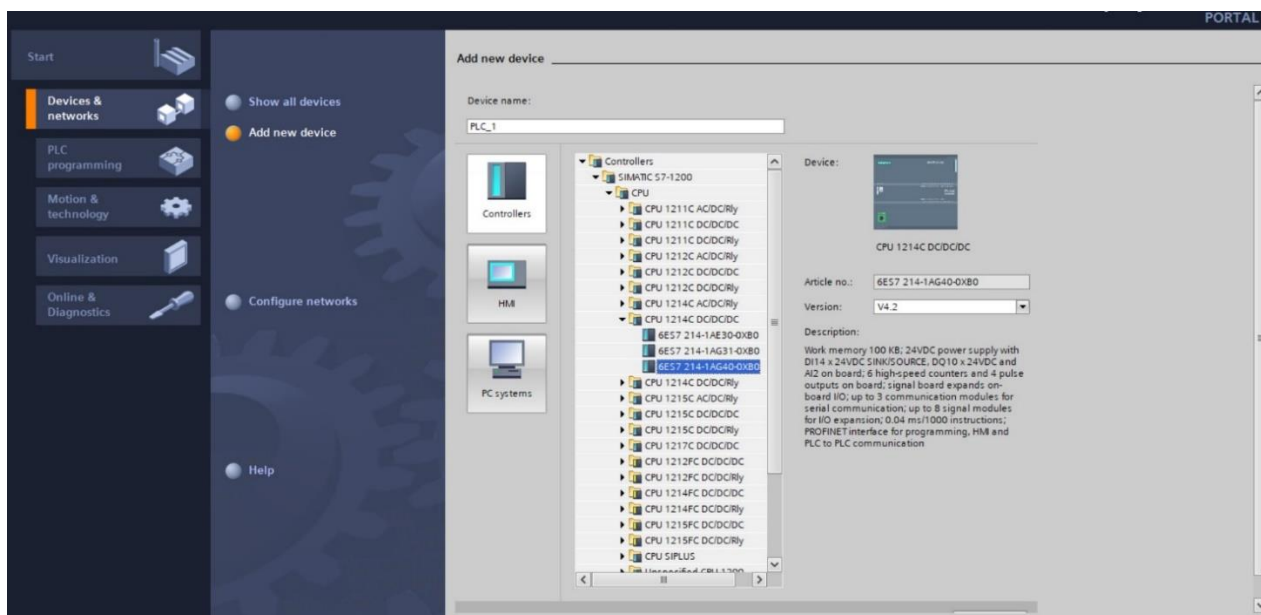 PORTAL
Start
Devices &
networks
PLC
programming
Motion &
technology
Visualization
Online &
Diagnostics
Show all devices
Add new device
Configure networks
Help
Add new device
Device name:
PLC_1
Controllers
HMI
PC systems
Controllers
SIMATIC S7-1200
CPU
CPU 1211C AC/DC/Rly
CPU 1211C DC/DC/DC
CPU 1211C DC/DC/Rly
CPU 1212C AC/DC/Rly
CPU 1212C DC/DC/DC
CPU 1212C DC/DC/Rly
CPU 1214C AC/DC/Rly
CPU 1214C DC/DC/DC
6ES7 214-1AE30-0XB0
6ES7 214-1AG31-0XB0
6ES7 214-1AG40-0XB0
CPU 1214C DC/DC/Rly
CPU 1215C AC/DC/Rly
CPU 1215C DC/DC/DC
CPU 1215C DC/DC/Rly
CPU 1217C DC/DC/DC
CPU 1212FC DC/DC/DC
CPU 1212FC DC/DC/Rly
CPU 1214FC DC/DC/DC
CPU 1214FC DC/DC/Rly
CPU 1215FC DC/DC/DC
CPU 1215FC DC/DC/Rly
CPU SIPLUS
Unspecified CPU 1200
Device:
CPU 1214C DC/DC/DC
Article no.:
6ES7 214-1AG40-0XB0
Version:
V4.2
Description:
Work memory 100 KB; 24VDC power supply with
DI14 x 24VDC SINK/SOURCE, DQ10 x 24VDC and
AI2 on board; 6 high-speed counters and 4 pulse
outputs on board; signal board expands on-
board I/O; up to 3 communication modules for
serial communication; up to 8 signal modules
for I/O expansion; 0.04 ms/1000 instructions;
PROFINET interface for programming, HMI and
PLC to PLC communication